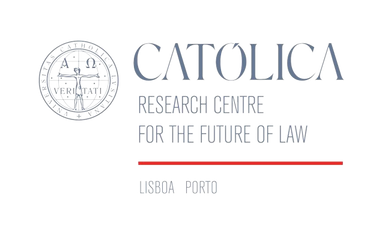 CATÓLICA
RESEARCH CENTRE
FOR THE FUTURE OF LAW
LISBOA PORTO
Α Ω
VERITATI